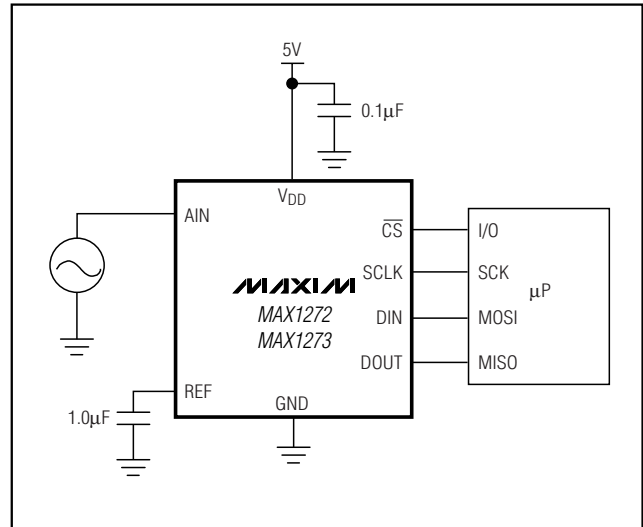 5V
0.1µF
VDD
AIN
CS
I/O
SCLK
SCK
µP
MAXIM
MAX1272
MAX1273
DIN
MOSI
DOUT
MISO
REF
GND
1.0µF